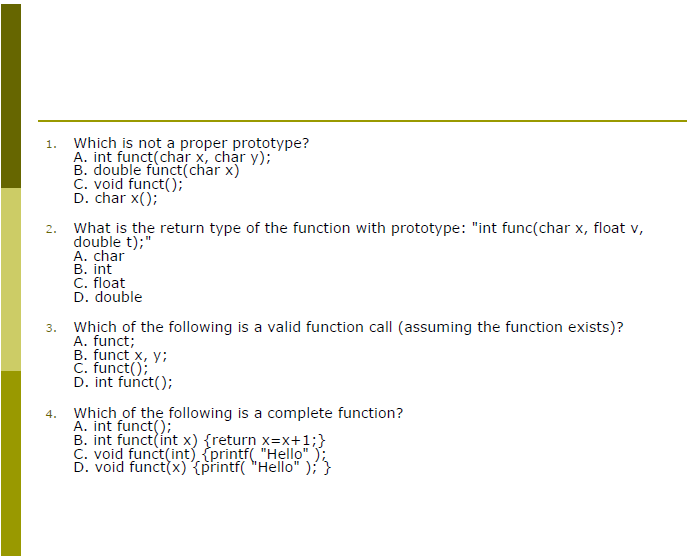 1. Which is not a proper prototype?
A. int funct(char x, char y);
B. double funct(char x)
C. void funct();
D. char x();
2. What is the return type of the function with prototype: "int func(char x, float v,
double t);"
A. char
B. int
C. float
D. double
3. Which of the following is a valid function call (assuming the function exists)?
A. funct;
B. funct x, y;
C. funct();
D. int funct();
4. Which of the following is a complete function?
A. int funct();
B. int funct(int x) {return x=x+1;}
C. void funct(int) {printf( "Hello" );
D. void funct(x) {printf( "Hello" ); }